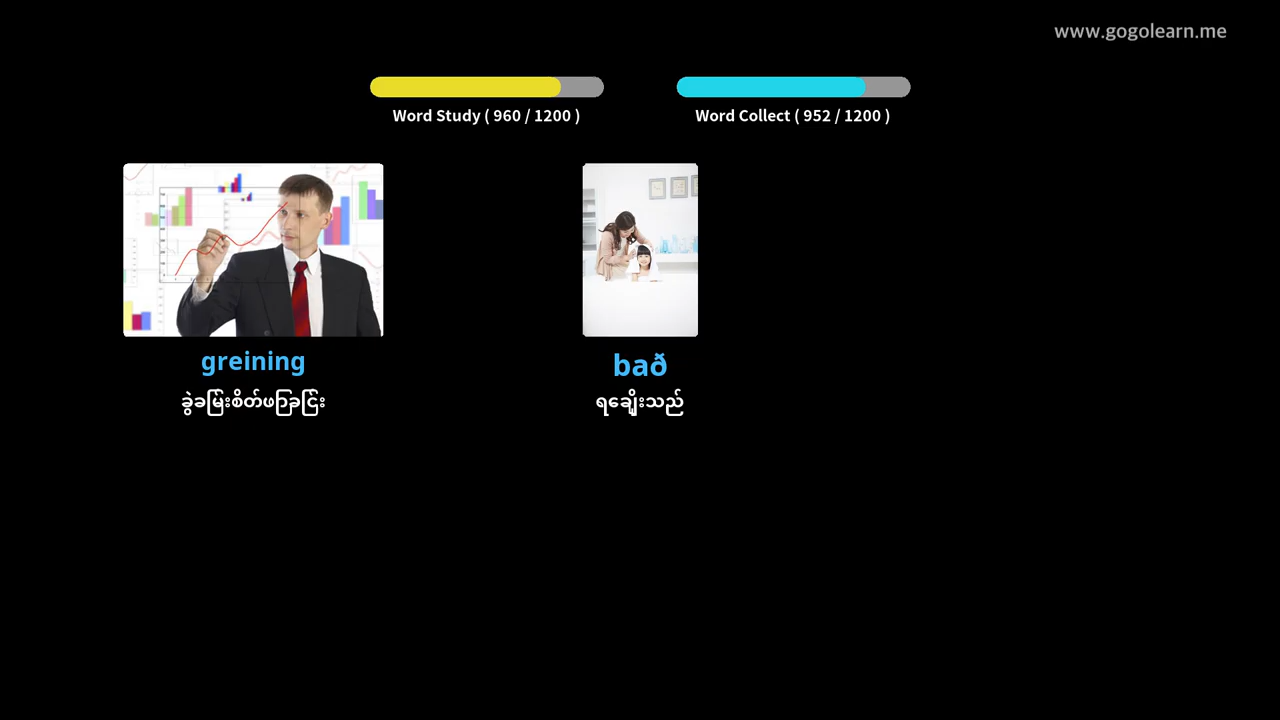 www.gogolearn.me
Word Study ( 960 / 1200 )
Word Collect ( 952 / 1200 )
greining
ခွဲခမ်းစိတ်ဖြာခြင်း
bað
ရေချိုးသည်